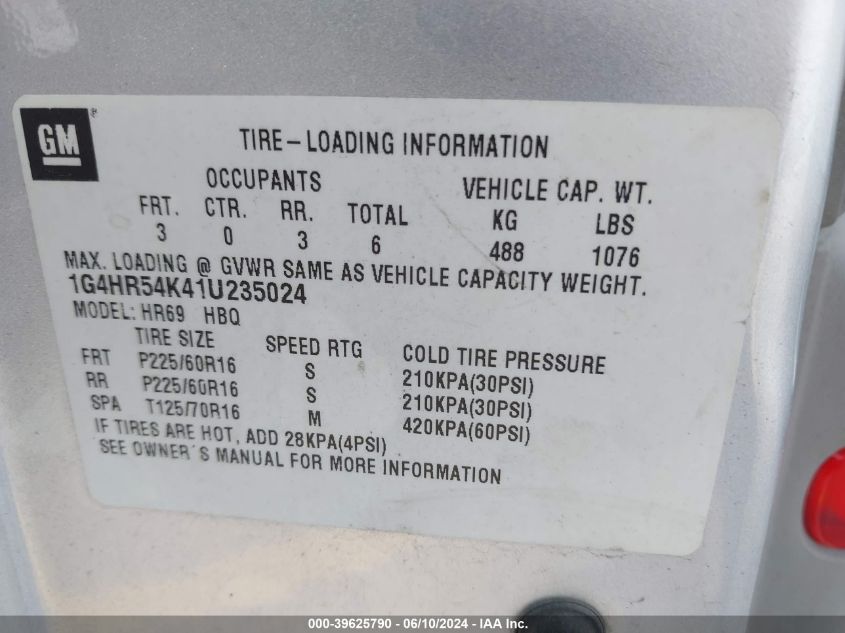 GM
TIRE-LOADING INFORMATION
OCCUPANTS VEHICLE CAP. WT.
FRT. CTR. RR. TOTAL KG LBS
3 0 3 6 488 1076
MAX. LOADING @ GVWR SAME AS VEHICLE CAPACITY WEIGHT.
1G4HR54K41U235024
MODEL: HR69 HBQ
TIRE SIZE SPEED RTG COLD TIRE PRESSURE
FRT P225/60R16 S 210KPA(30PSI)
RR P225/60R16 S 210KPA(30PSI)
SPA T125/70R16 M 420KPA(60PSI)
IF TIRES ARE HOT, ADD 28KPA(4PSI)
SEE OWNER'S MANUAL FOR MORE INFORMATION
000-39625790 - 06/10/2024 - IAA Inc.